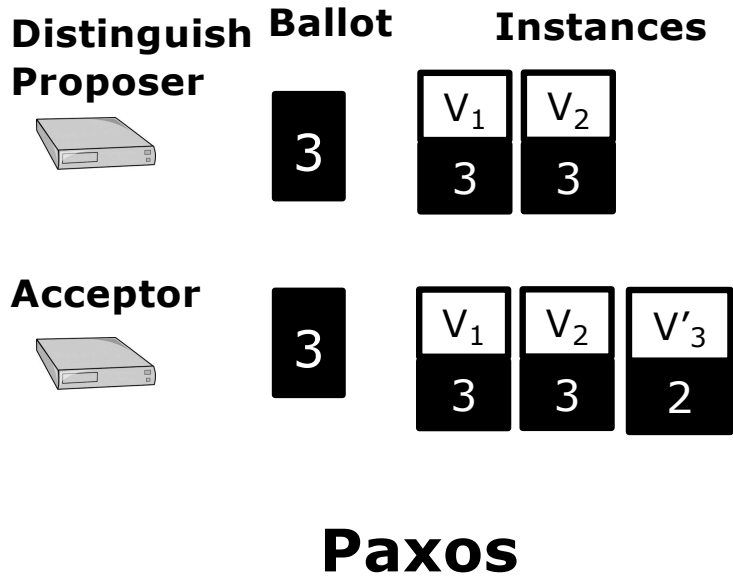 Distinguish Ballot Instances
Proposer
3
V₁ V₂
3 3
Acceptor
3
V₁ V₂ V′₃
3 3 2
Paxos